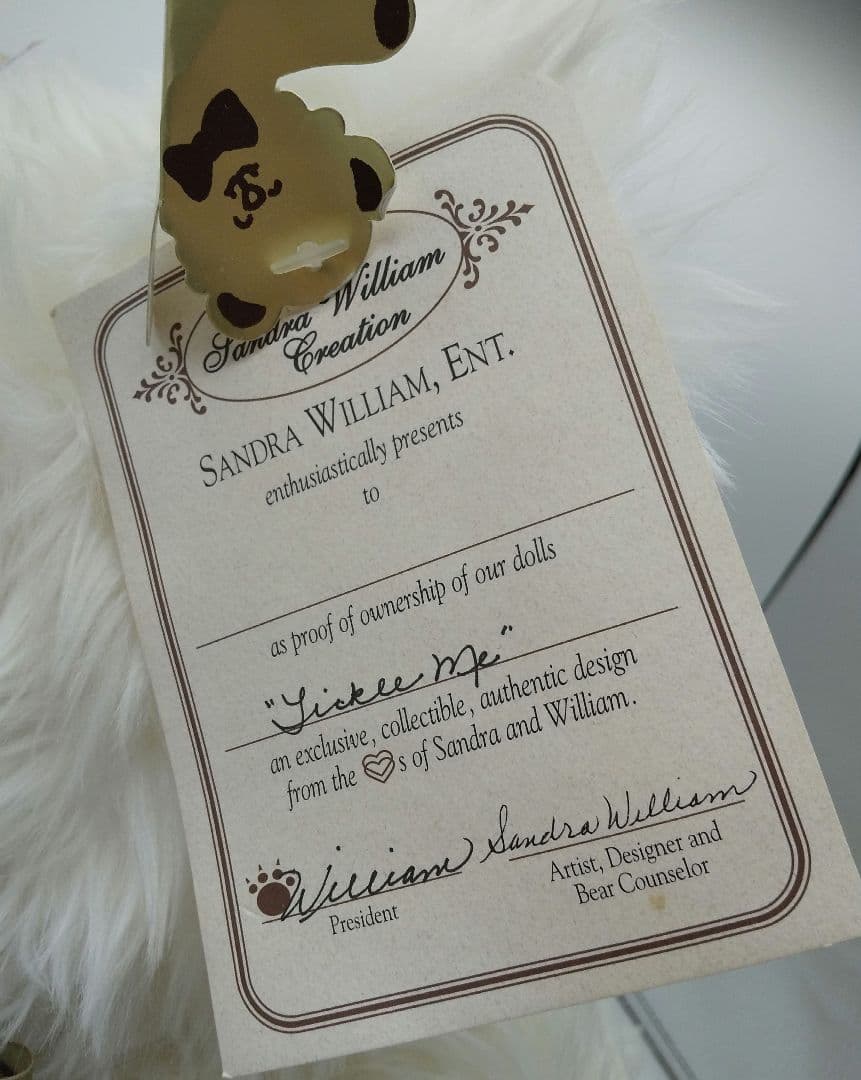 Sandra William
Creation
SANDRA WILLIAM, ENT.
enthusiastically presents
to
as proof of ownership of our dolls
"Tickle Me"
an exclusive, collectible, authentic design
from the ♡s of Sandra and William.
William Sandra William
President
Artist, Designer and
Bear Counselor